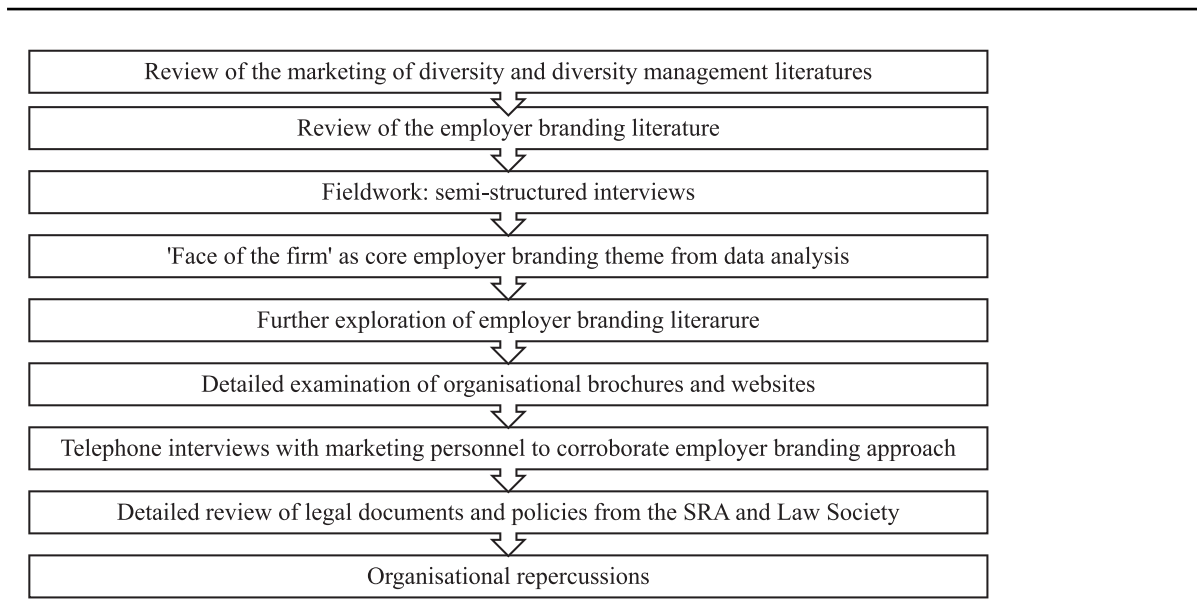 Review of the marketing of diversity and diversity management literatures
Review of the employer branding literature
Fieldwork: semi-structured interviews
'Face of the firm' as core employer branding theme from data analysis
Further exploration of employer branding literarure
Detailed examination of organisational brochures and websites
Telephone interviews with marketing personnel to corroborate employer branding approach
Detailed review of legal documents and policies from the SRA and Law Society
Organisational repercussions